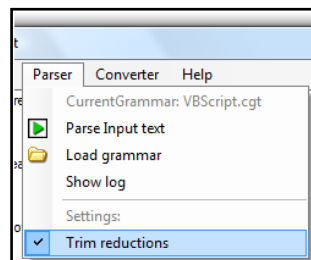 t
Parser Converter Help
CurrentGrammar: VBScript.cgt
Parse Input text
Load grammar
Show log
Settings:
Trim reductions